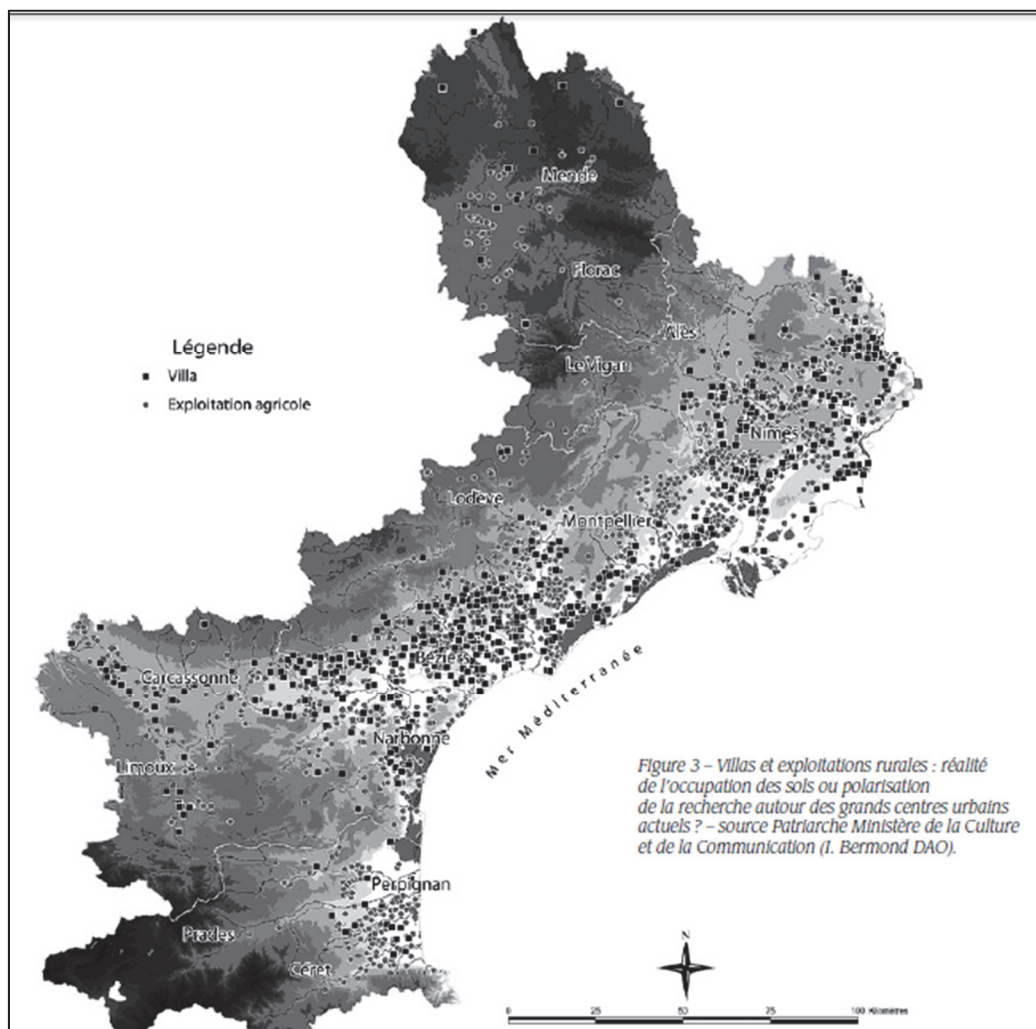 Mende
Florac
Alès
Le Vigan
Légende
Villa
Exploitation agricole
Nîmes
Lodève
Montpellier
Béziers
Carcassonne
Mer Méditerranée
Narbonne
Limoux
Figure 3 – Villas et exploitations rurales : réalité
de l'occupation des sols ou polarisation
de la recherche autour des grands centres urbains
actuels ? – source Patriarche Ministère de la Culture
et de la Communication (I. Bermond DAO).
Perpignan
Prades
Céret
N
0 25 50 75 100 Kilomètres